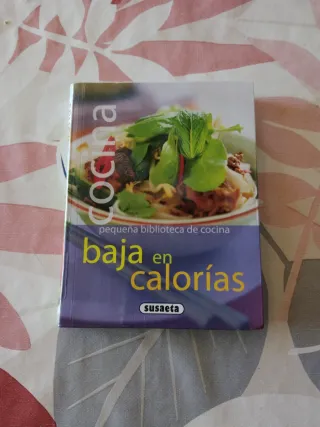 cocina
pequeña biblioteca de cocina
baja en
calorías
susaeta